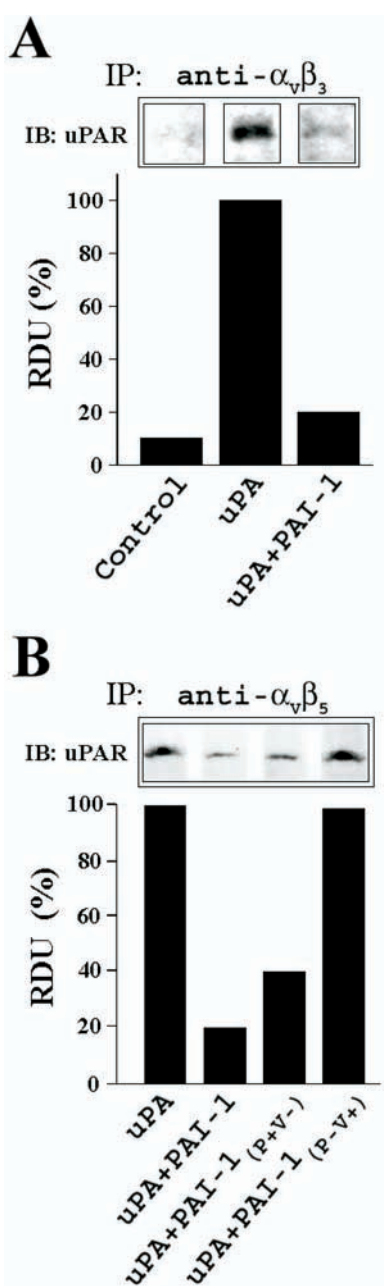 A
IP: anti-αvβ3
IB: uPAR
RDU (%)
100
80
60
40
20
0
Control
uPA
uPA+PAI-1
B
IP: anti-αvβ5
IB: uPAR
RDU (%)
100
80
60
40
20
0
uPA
uPA+PAI-1
uPA+PAI-1 (P+V-)
uPA+PAI-1 (P-V+)